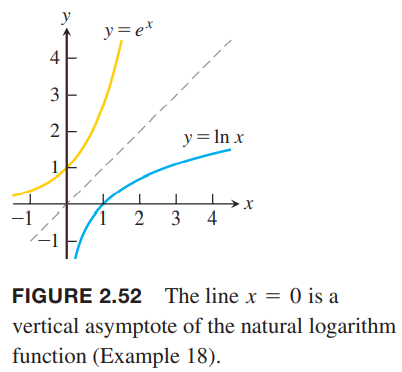 y
y = eˣ
4
3
2
y = ln x
1
x
−1
1 2 3 4
−1
FIGURE 2.52 The line x = 0 is a
vertical asymptote of the natural logarithm
function (Example 18).